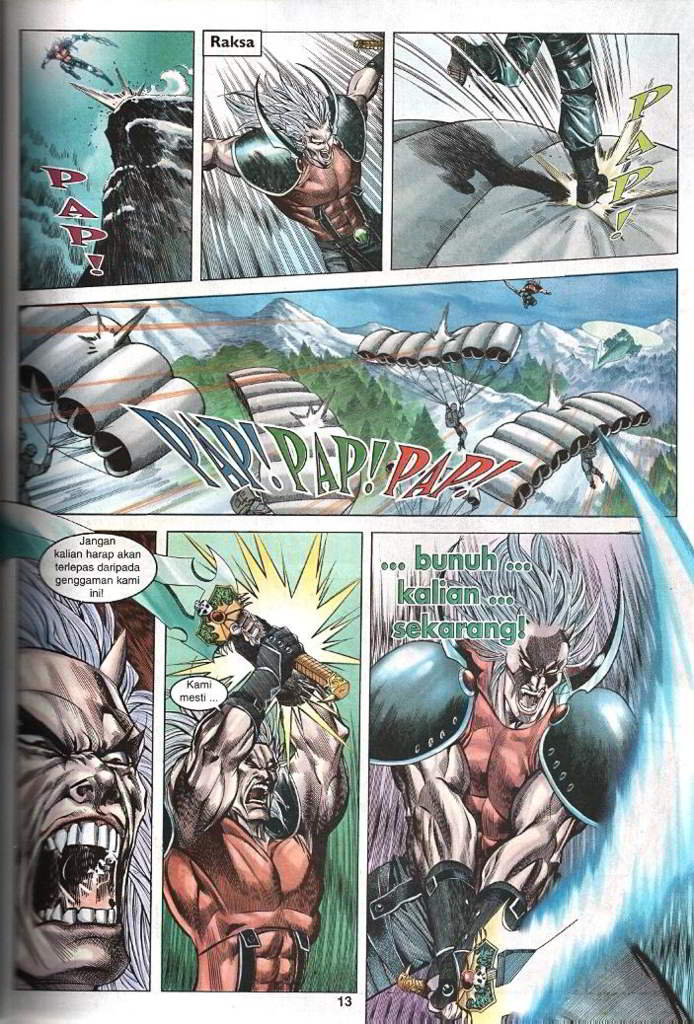 PAP!
Raksa
PAP!
PAP! PAP! PAP!
Jangan
kalian harap akan
terlepas daripada
genggaman kami
ini!
Kami
mesti ...
... bunuh ...
kalian ...
sekarang!
13